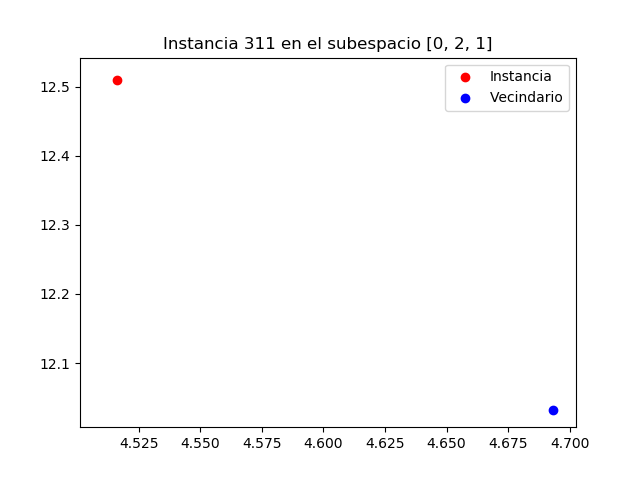 Instancia 311 en el subespacio [0, 2, 1]
Instancia
Vecindario
12.5
12.4
12.3
12.2
12.1
4.525 4.550 4.575 4.600 4.625 4.650 4.675 4.700